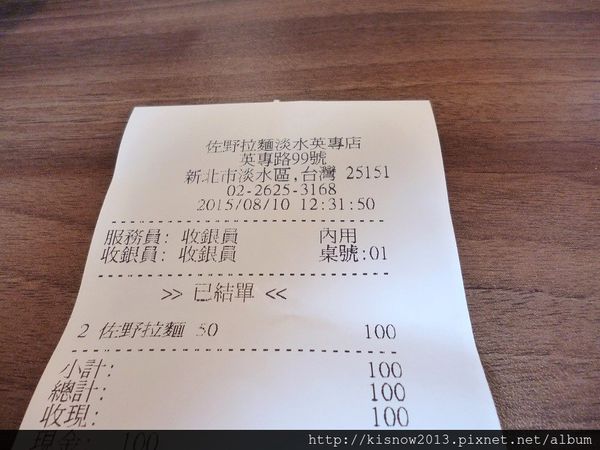 佐野拉麵淡水英專店
英專路99號
新北市淡水區,台灣 25151
02-2625-3168
2015/08/10 12:31:50
服務員: 收銀員 內用
收銀員: 收銀員 桌號:01
>> 已結單 <<
2 佐野拉麵 50 100
小計: 100
總計: 100
收現: 100
現金: 100
http://kisnow2013.pixnet.net/album